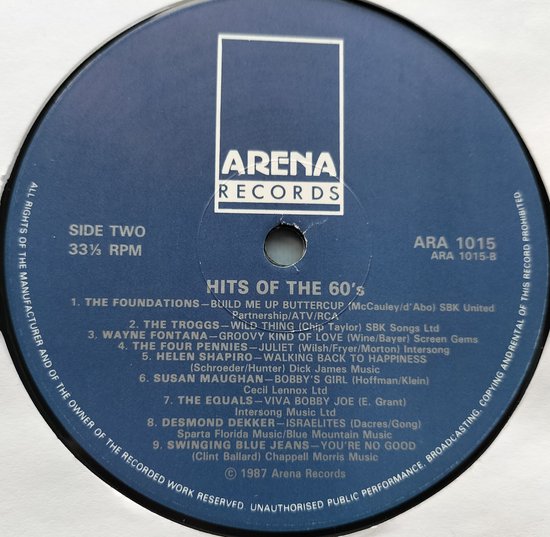 ARENA
RECORDS
SIDE TWO
33⅓ RPM
ARA 1015
ARA 1015-B
HITS OF THE 60's
1. THE FOUNDATIONS—BUILD ME UP BUTTERCUP (McCauley/d'Abo) SBK United
Partnership/ATV/RCA
2. THE TROGGS—WILD THING (Chip Taylor) SBK Songs Ltd
3. WAYNE FONTANA—GROOVY KIND OF LOVE (Wine/Bayer) Screen Gems
4. THE FOUR PENNIES—JULIET (Wilsh/Fryer/Morton) Intersong
5. HELEN SHAPIRO—WALKING BACK TO HAPPINESS
(Schroeder/Hunter) Dick James Music
6. SUSAN MAUGHAN—BOBBY'S GIRL (Hoffman/Klein)
Cecil Lennox Ltd
7. THE EQUALS—VIVA BOBBY JOE (E. Grant)
Intersong Music Ltd
8. DESMOND DEKKER—ISRAELITES (Dacres/Gong)
Sparta Florida Music/Blue Mountain Music
9. SWINGING BLUE JEANS—YOU'RE NO GOOD
(Clint Ballard) Chappell Morris Music
© 1987 Arena Records
ALL RIGHTS OF THE MANUFACTURER AND OF THE OWNER OF THE RECORDED WORK RESERVED. UNAUTHORISED PUBLIC PERFORMANCE, BROADCASTING, COPYING AND RENTAL OF THIS RECORD PROHIBITED.